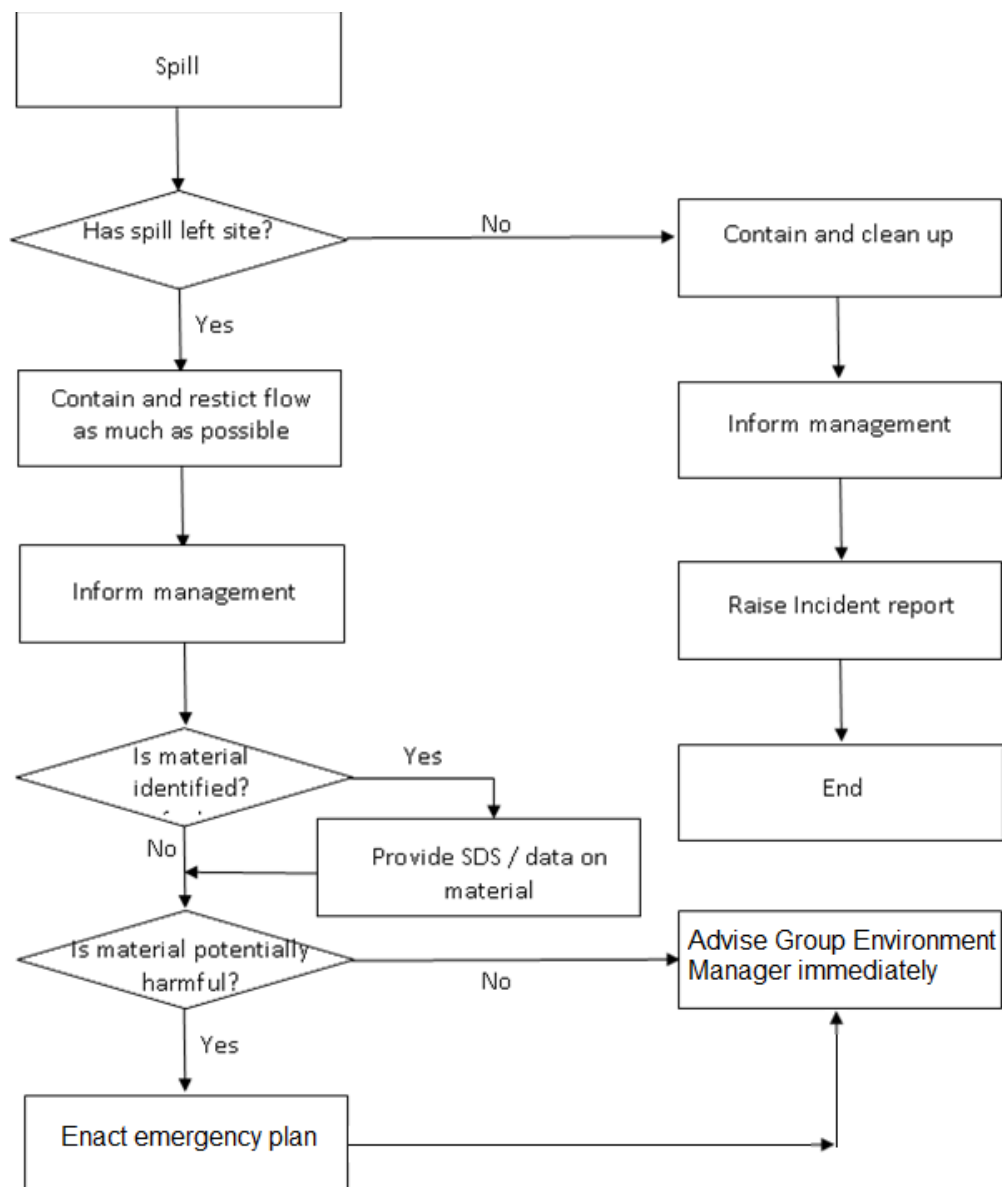 Spill
Has spill left site?
No
Contain and clean up
Yes
Contain and restict flow
as much as possible
Inform management
Inform management
Raise Incident report
Is material
identified?
Yes
End
No
Provide SDS / data on
material
Is material potentially
harmful?
No
Advise Group Environment
Manager immediately
Yes
Enact emergency plan